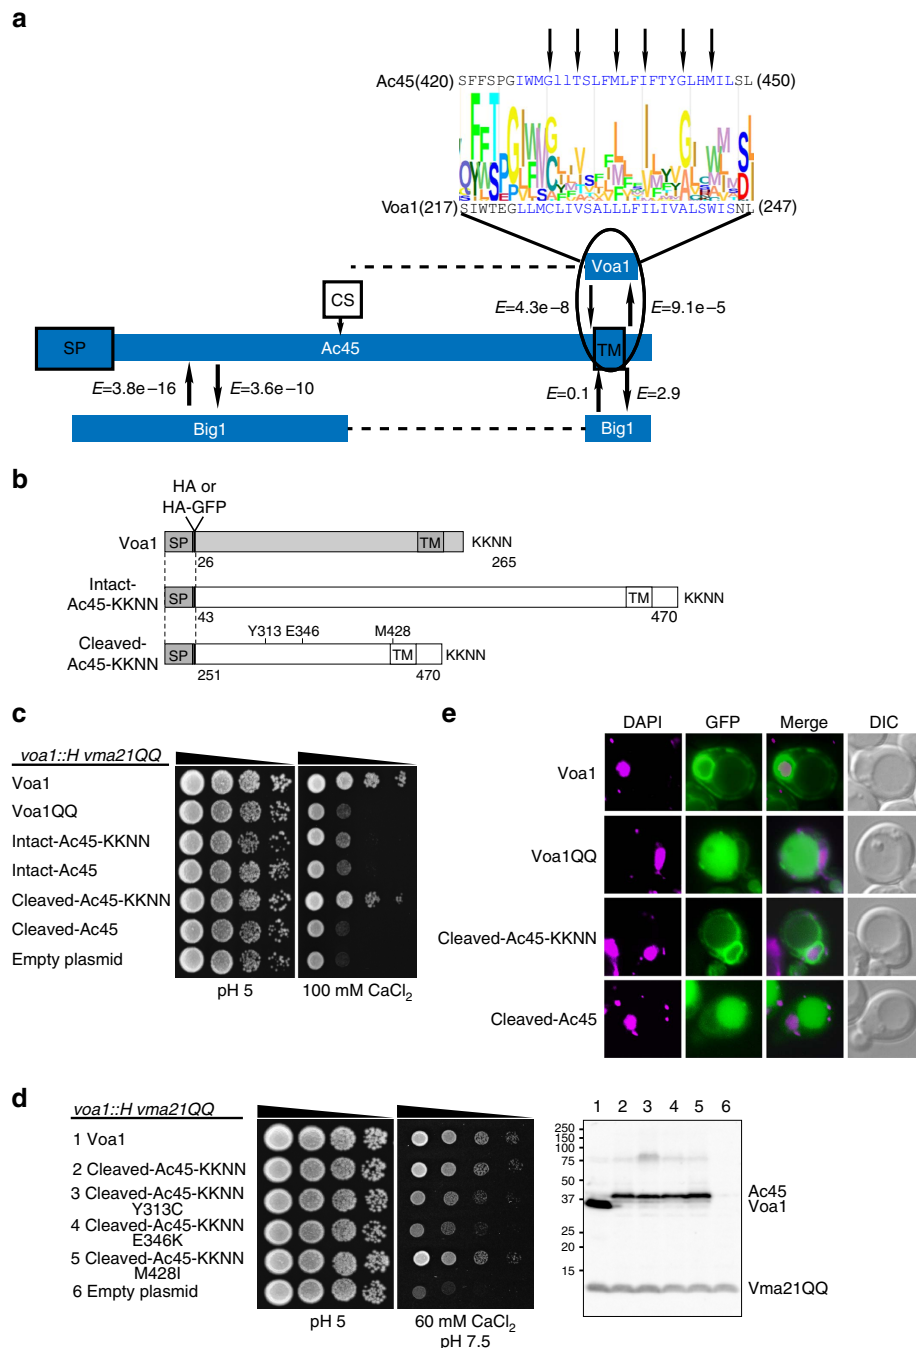 a
Ac45(420) SFFSPGIWMGllTSLFMLFIFTYGLHMILSL (450)
Voa1(217) SIWTEGLLMCLIVSALLLFILIVALSWISNL (247)
Voa1
CS
E=4.3e−8
E=9.1e−5
SP
Ac45
TM
E=3.8e−16
E=3.6e−10
E=0.1
E=2.9
Big1
Big1
b
HA or
HA-GFP
Voa1
SP
TM
KKNN
26
265
Intact-
Ac45-KKNN
SP
TM
KKNN
43
470
Cleaved-
Ac45-KKNN
Y313 E346 M428
SP
TM
KKNN
251
470
c
voa1::H vma21QQ
Voa1
Voa1QQ
Intact-Ac45-KKNN
Intact-Ac45
Cleaved-Ac45-KKNN
Cleaved-Ac45
Empty plasmid
pH 5
100 mM CaCl2
e
DAPI GFP Merge DIC
Voa1
Voa1QQ
Cleaved-Ac45-KKNN
Cleaved-Ac45
d
voa1::H vma21QQ
1 Voa1
2 Cleaved-Ac45-KKNN
3 Cleaved-Ac45-KKNN
Y313C
4 Cleaved-Ac45-KKNN
E346K
5 Cleaved-Ac45-KKNN
M428I
6 Empty plasmid
pH 5
60 mM CaCl2
pH 7.5
1 2 3 4 5 6
250
150
100
75
50
37
25
20
15
Ac45
Voa1
Vma21QQ